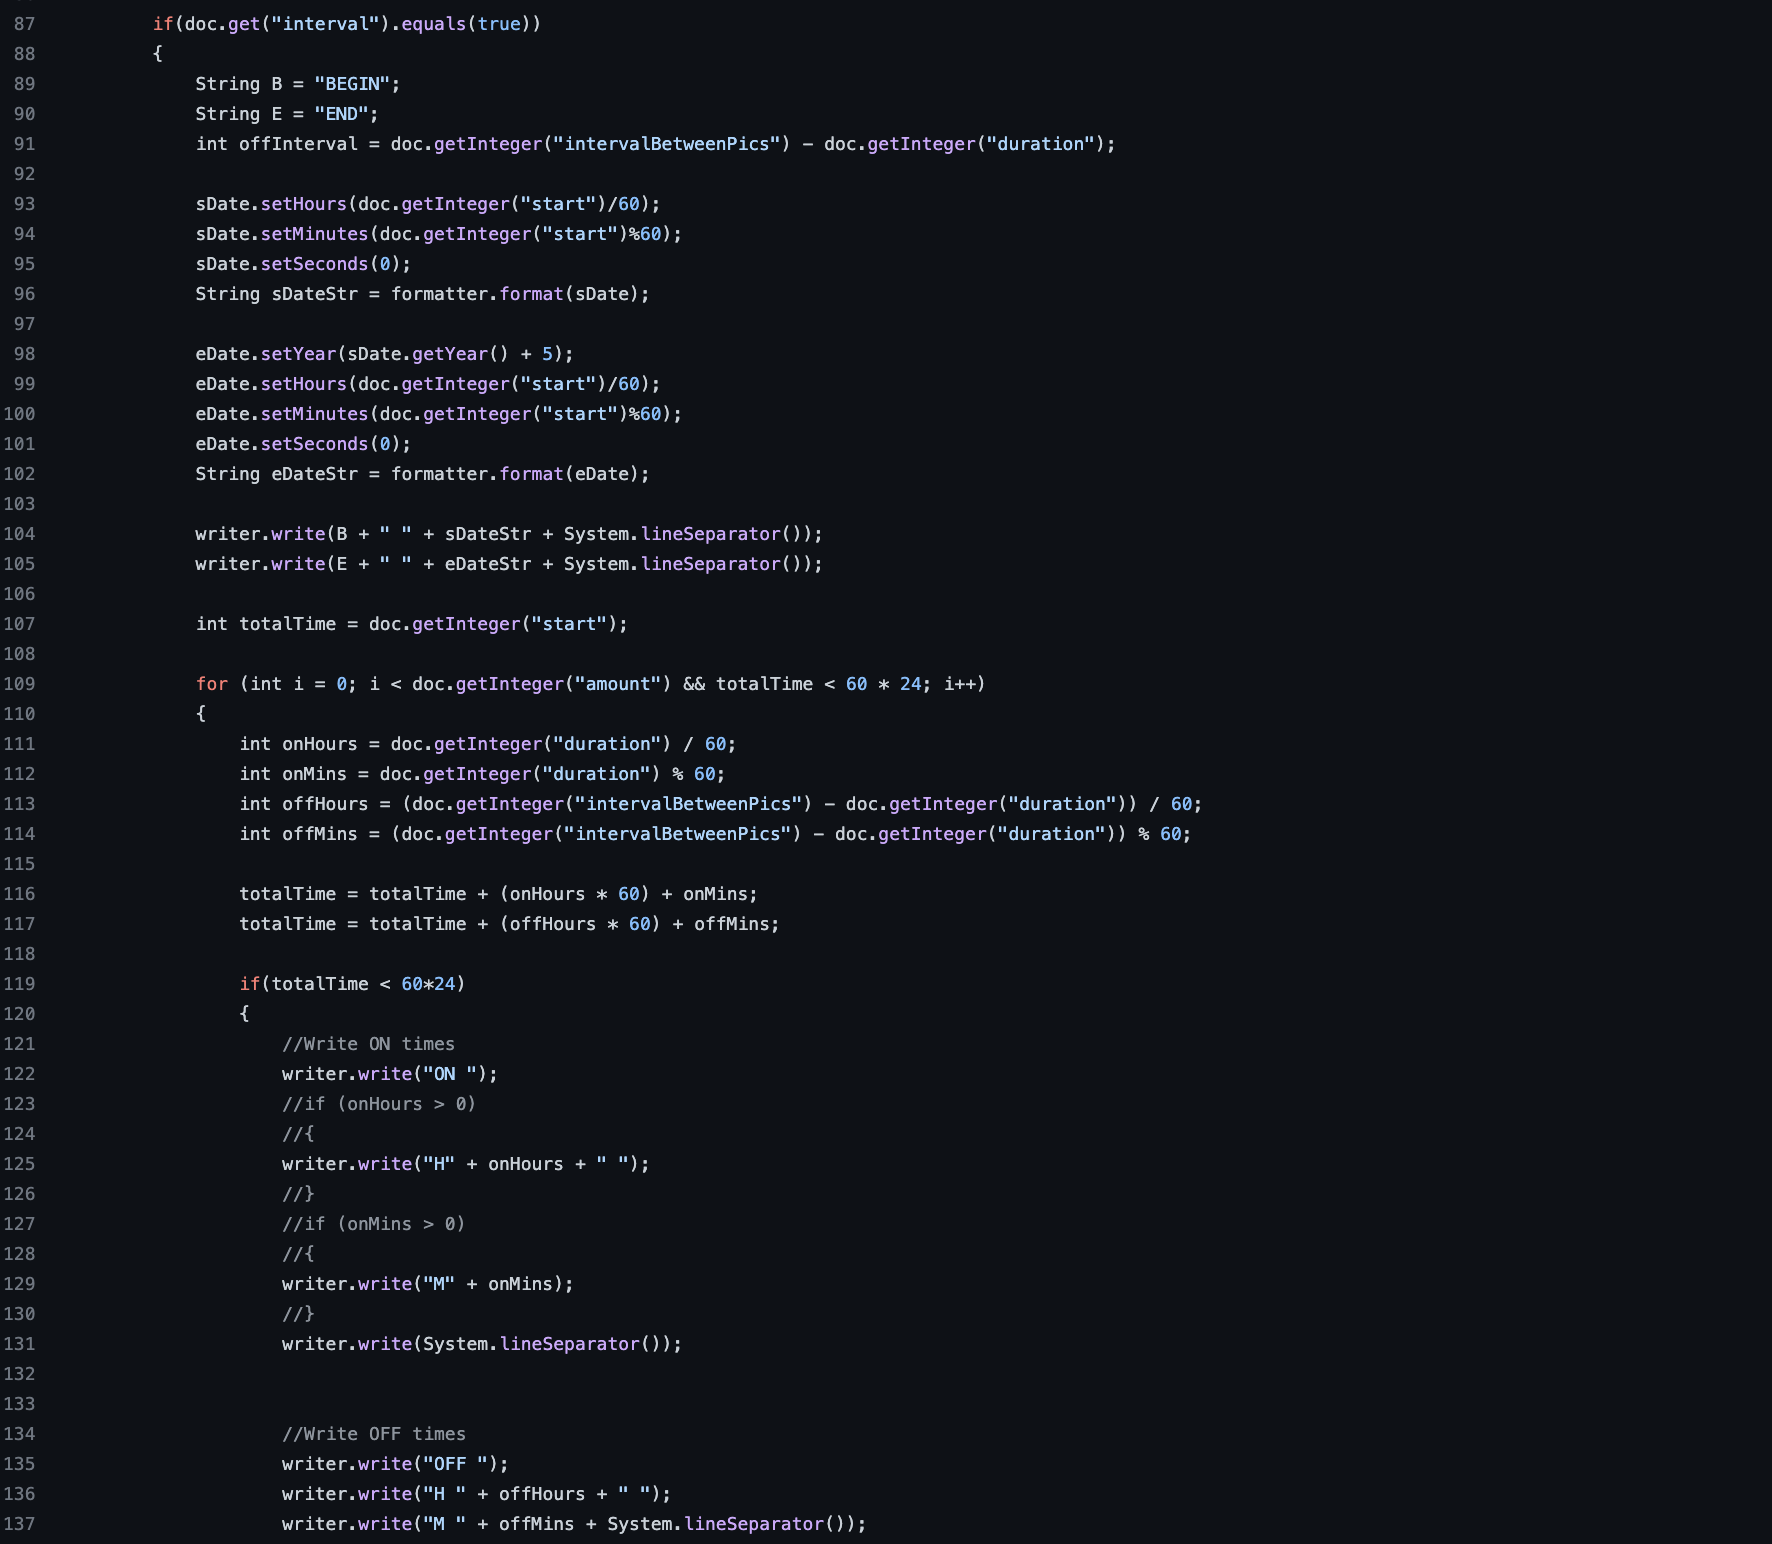 87 if(doc.get("interval").equals(true))
88 {
89 String B = "BEGIN";
90 String E = "END";
91 int offInterval = doc.getInteger("intervalBetweenPics") - doc.getInteger("duration");
92
93 sDate.setHours(doc.getInteger("start")/60);
94 sDate.setMinutes(doc.getInteger("start")%60);
95 sDate.setSeconds(0);
96 String sDateStr = formatter.format(sDate);
97
98 eDate.setYear(sDate.getYear() + 5);
99 eDate.setHours(doc.getInteger("start")/60);
100 eDate.setMinutes(doc.getInteger("start")%60);
101 eDate.setSeconds(0);
102 String eDateStr = formatter.format(eDate);
103
104 writer.write(B + " " + sDateStr + System.lineSeparator());
105 writer.write(E + " " + eDateStr + System.lineSeparator());
106
107 int totalTime = doc.getInteger("start");
108
109 for (int i = 0; i < doc.getInteger("amount") && totalTime < 60 * 24; i++)
110 {
111 int onHours = doc.getInteger("duration") / 60;
112 int onMins = doc.getInteger("duration") % 60;
113 int offHours = (doc.getInteger("intervalBetweenPics") - doc.getInteger("duration")) / 60;
114 int offMins = (doc.getInteger("intervalBetweenPics") - doc.getInteger("duration")) % 60;
115
116 totalTime = totalTime + (onHours * 60) + onMins;
117 totalTime = totalTime + (offHours * 60) + offMins;
118
119 if(totalTime < 60*24)
120 {
121 //Write ON times
122 writer.write("ON ");
123 //if (onHours > 0)
124 //{
125 writer.write("H" + onHours + " ");
126 //}
127 //if (onMins > 0)
128 //{
129 writer.write("M" + onMins);
130 //}
131 writer.write(System.lineSeparator());
132
133
134 //Write OFF times
135 writer.write("OFF ");
136 writer.write("H " + offHours + " ");
137 writer.write("M " + offMins + System.lineSeparator());